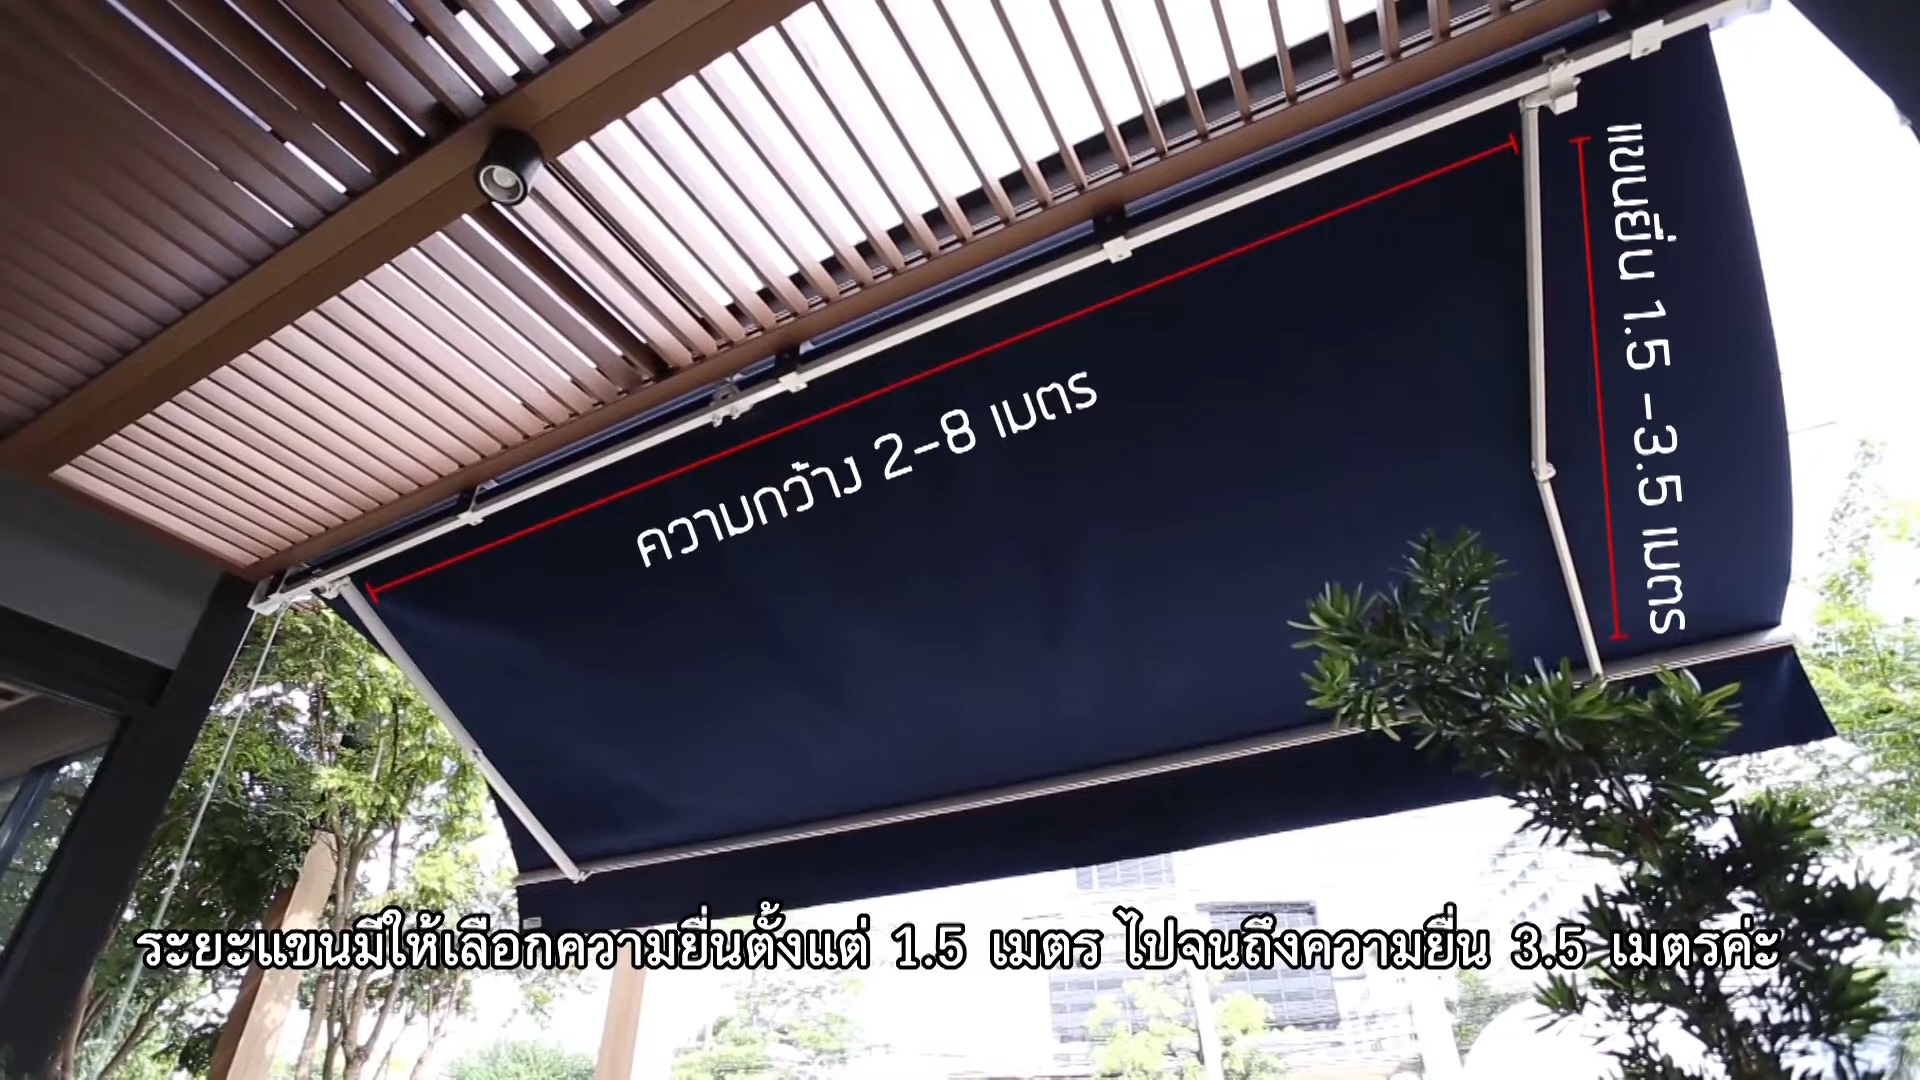 ความกว้าง 2-8 เมตร
แขนยื่น 1.5 -3.5 เมตร
ระยะแขนมีให้เลือกความยื่นตั้งแต่ 1.5 เมตร ไปจนถึงความยื่น 3.5 เมตรค่ะ